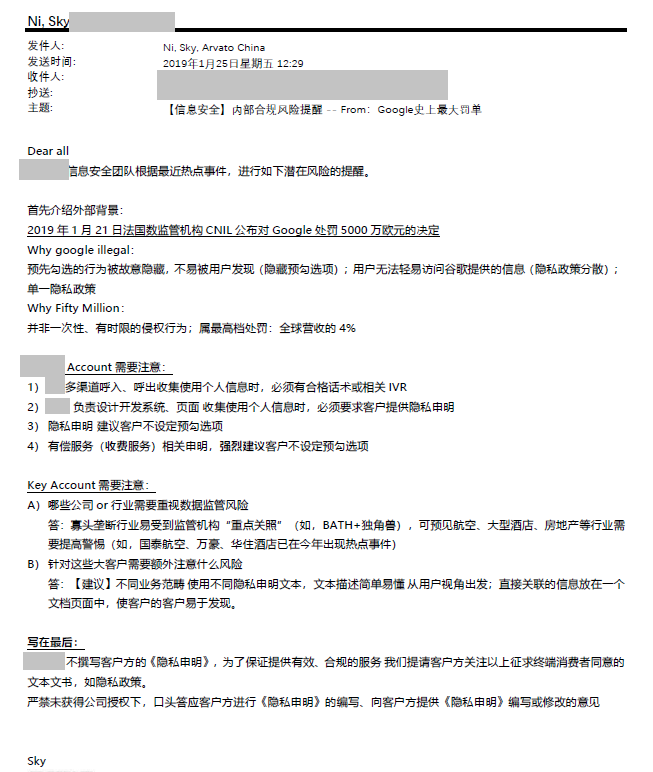 Ni, Sky
发件人： Ni, Sky, Arvato China
发送时间： 2019年1月25日星期五 12:29
收件人：
抄送:
主题: 【信息安全】内部合规风险提醒 -- From：Google史上最大罚单
Dear all
信息安全团队根据最近热点事件，进行如下潜在风险的提醒。
首先介绍外部背景：
2019 年 1 月 21 日法国数监管机构 CNIL 公布对 Google 处罚 5000 万欧元的决定
Why google illegal：
预先勾选的行为被故意隐藏，不易被用户发现（隐藏预勾选项）；用户无法轻易访问谷歌提供的信息（隐私政策分散）；
单一隐私政策
Why Fifty Million：
并非一次性、有时限的侵权行为；属最高档处罚：全球营收的 4%
Account 需要注意：
1） 多渠道呼入、呼出收集使用个人信息时，必须有合格话术或相关 IVR
2） 负责设计开发系统、页面 收集使用个人信息时，必须要求客户提供隐私申明
3） 隐私申明 建议客户不设定预勾选项
4） 有偿服务（收费服务）相关申明，强烈建议客户不设定预勾选项
Key Account 需要注意：
A）哪些公司 or 行业需要重视数据监管风险
答：寡头垄断行业易受到监管机构“重点关照”（如，BATH+独角兽），可预见航空、大型酒店、房地产等行业需
要提高警惕（如，国泰航空、万豪、华住酒店已在今年出现热点事件）
B）针对这些大客户需要额外注意什么风险
答：【建议】不同业务范畴 使用不同隐私申明文本，文本描述简单易懂 从用户视角出发；直接关联的信息放在一个
文档页面中，使客户的客户易于发现。
写在最后：
不撰写客户方的《隐私申明》，为了保证提供有效、合规的服务 我们提请客户方关注以上征求终端消费者同意的
文本文书，如隐私政策。
严禁未获得公司授权下，口头答应客户方进行《隐私申明》的编写、向客户方提供《隐私申明》编写或修改的意见
Sky